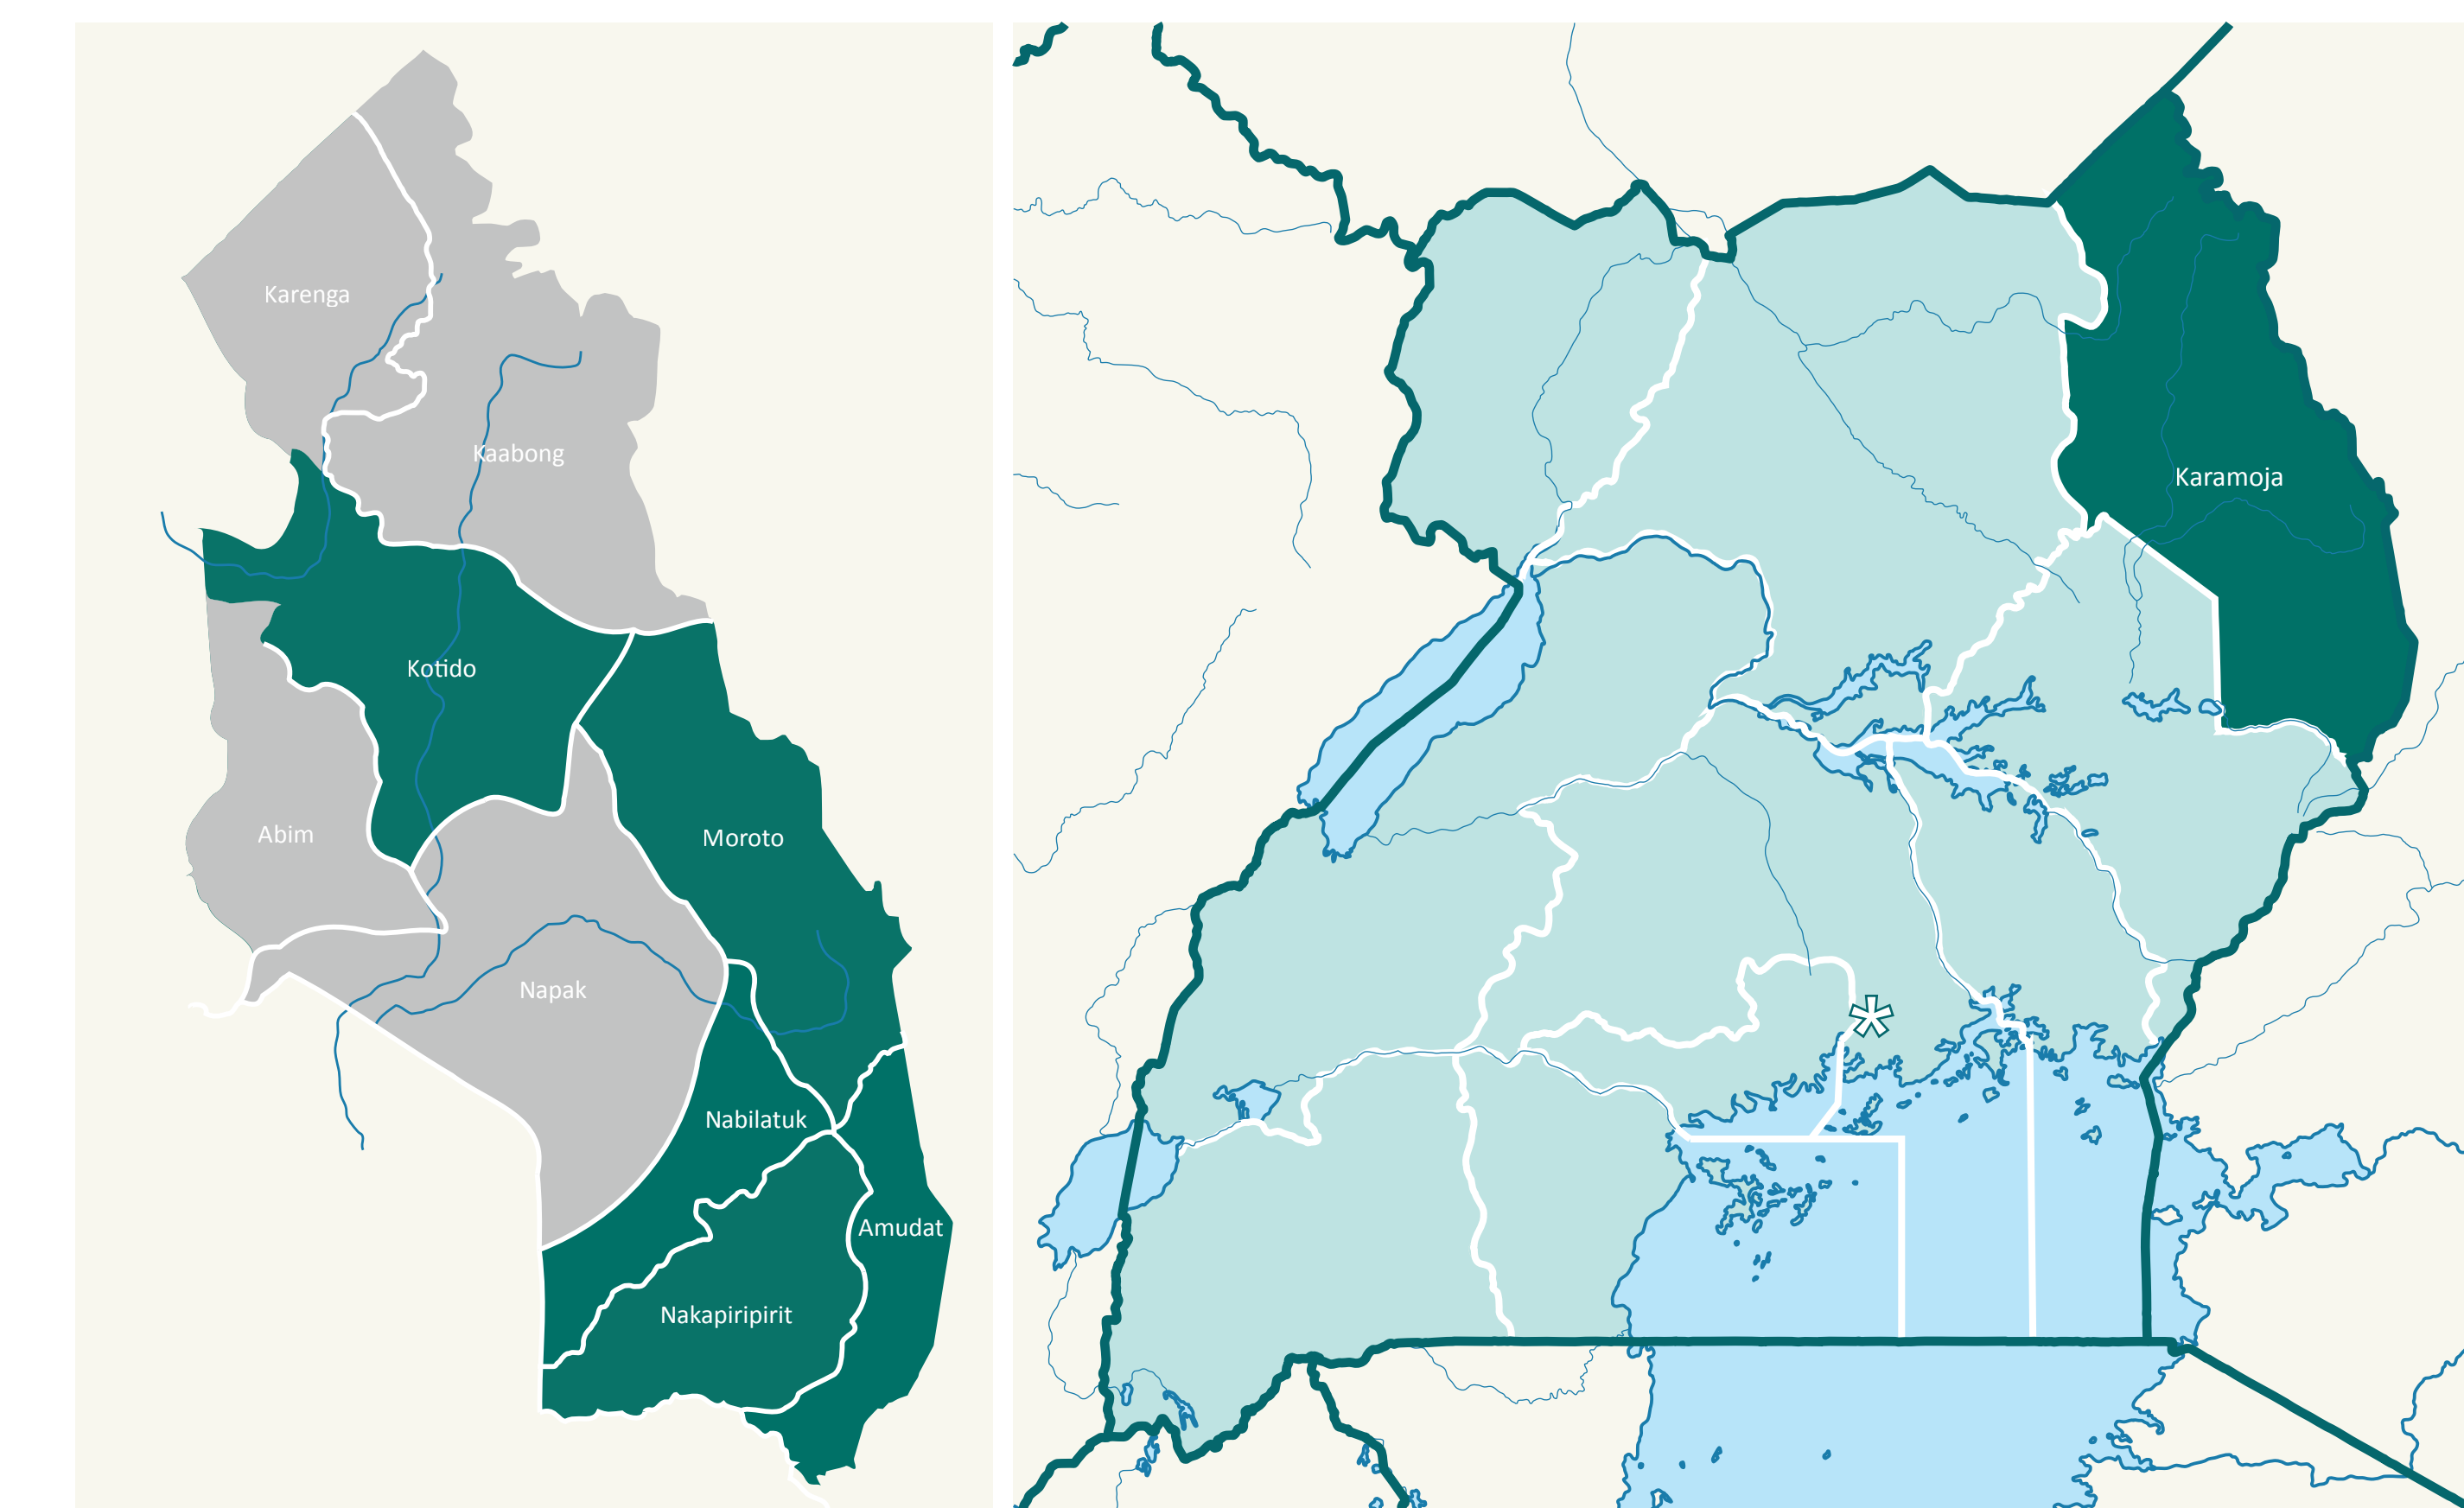 Karenga
Kaabong
Kotido
Abim
Moroto
Napak
Nabilatuk
Amudat
Nakapiripirit
Karamoja
*